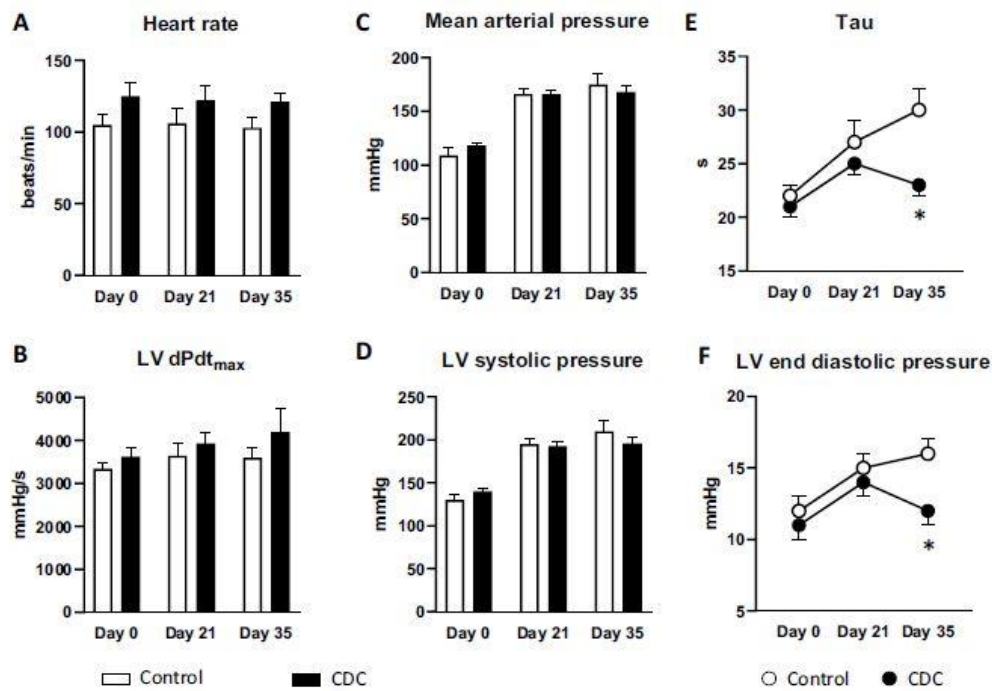 A
Heart rate
beats/min
150
100
50
0
Day 0 Day 21 Day 35
C
Mean arterial pressure
mmHg
200
150
100
50
0
Day 0 Day 21 Day 35
E
Tau
s
35
30
25
20
15
*
Day 0 Day 21 Day 35
B
LV dPdtmax
mmHg/s
5000
4000
3000
2000
1000
0
Day 0 Day 21 Day 35
D
LV systolic pressure
mmHg
250
200
150
100
50
0
Day 0 Day 21 Day 35
F
LV end diastolic pressure
mmHg
20
15
10
5
*
Day 0 Day 21 Day 35
Control CDC
Control CDC